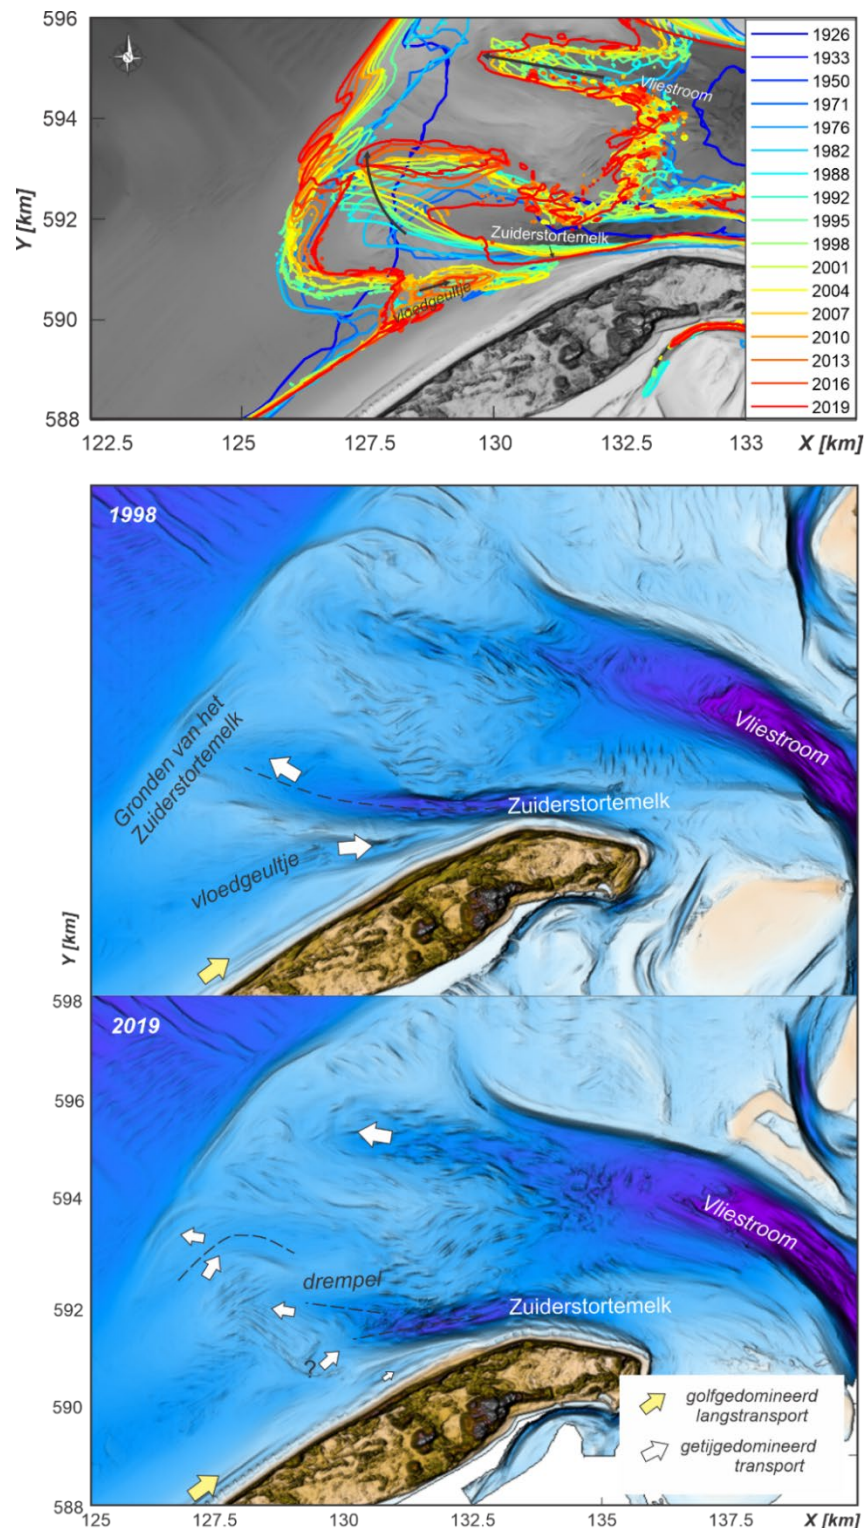 596
594
592
590
588
Y [km]
N
Vliestroom
Zuiderstortemelk
vloedgeultje
1926
1933
1950
1971
1976
1982
1988
1992
1995
1998
2001
2004
2007
2010
2013
2016
2019
122.5
125
127.5
130
132.5
133
X [km]
1998
Gronden van het
Zuiderstortemelk
Vliestroom
Zuiderstortemelk
vloedgeultje
Y [km]
598
596
594
592
590
588
2019
Vliestroom
drempel
Zuiderstortemelk
?
golfgedomineerd
langstransport
getijgedomineerd
transport
125
127.5
130
132.5
135
137.5
X [km]